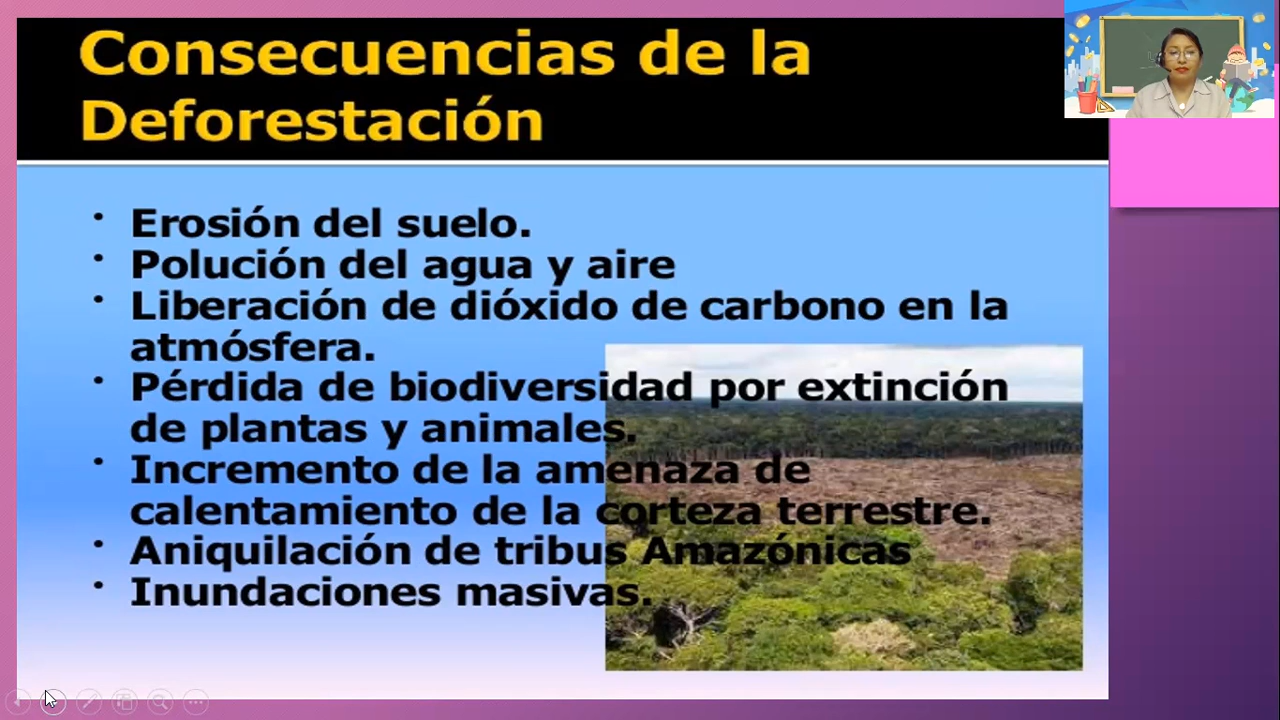 Consecuencias de la
Deforestación
• Erosión del suelo.
• Polución del agua y aire
• Liberación de dióxido de carbono en la
atmósfera.
• Pérdida de biodiversidad por extinción
de plantas y animales.
• Incremento de la amenaza de
calentamiento de la corteza terrestre.
• Aniquilación de tribus Amazónicas
• Inundaciones masivas.